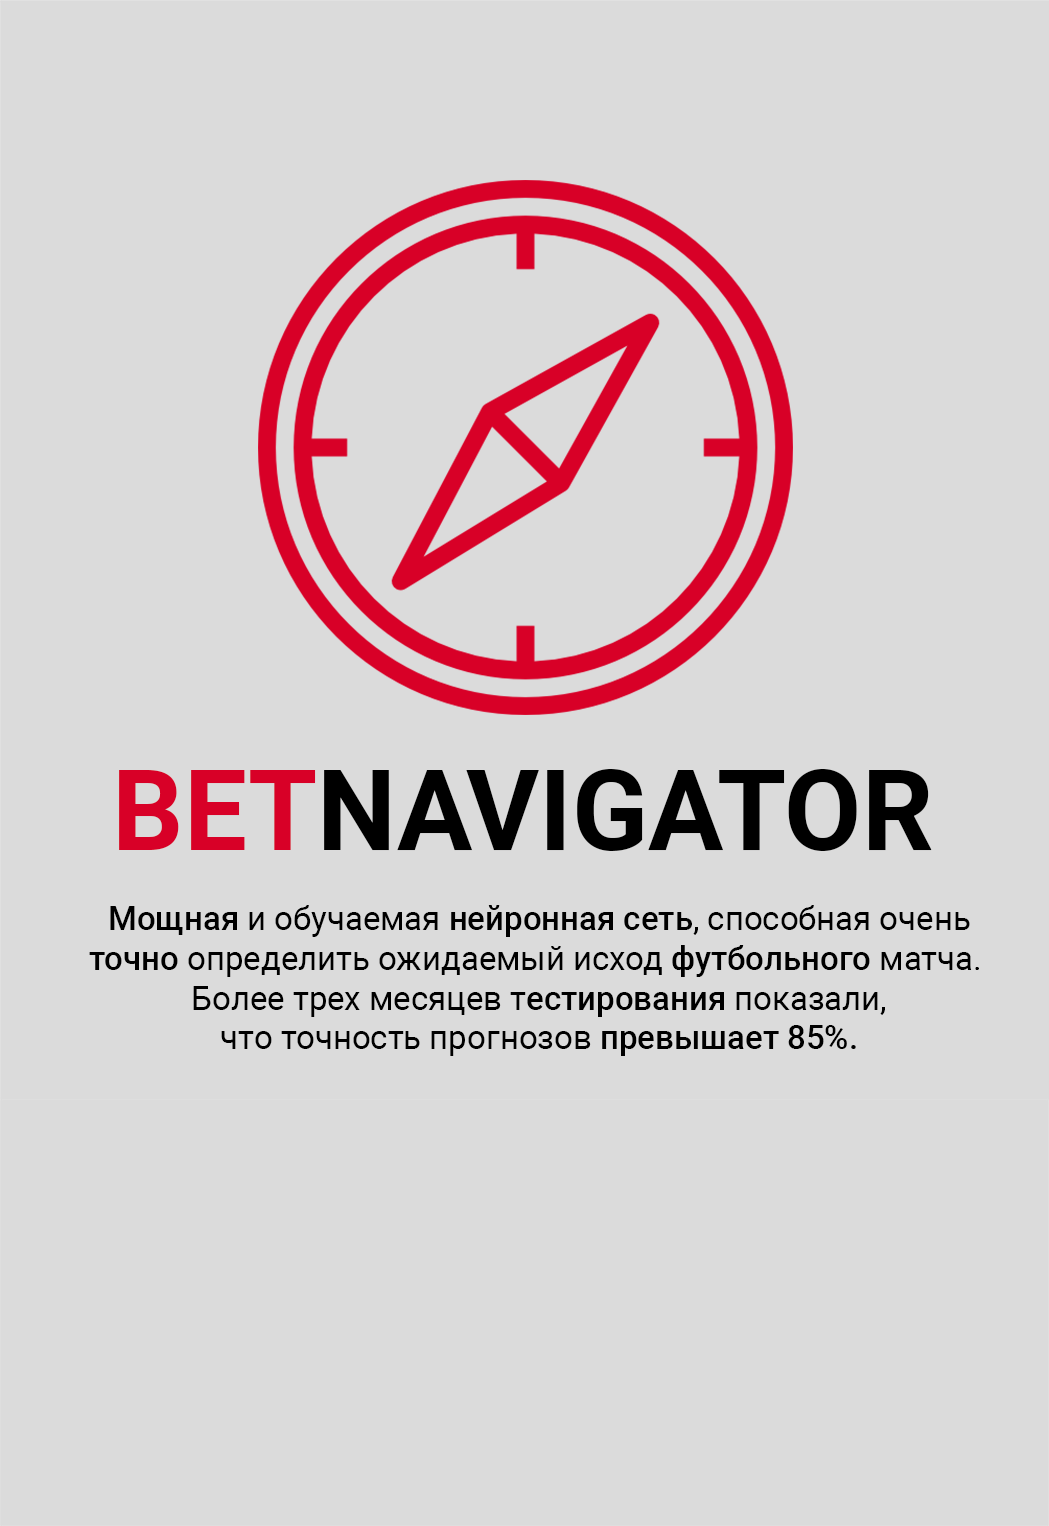 BETNAVIGATOR
Мощная и обучаемая нейронная сеть, способная очень
точно определить ожидаемый исход футбольного матча.
Более трех месяцев тестирования показали,
что точность прогнозов превышает 85%.